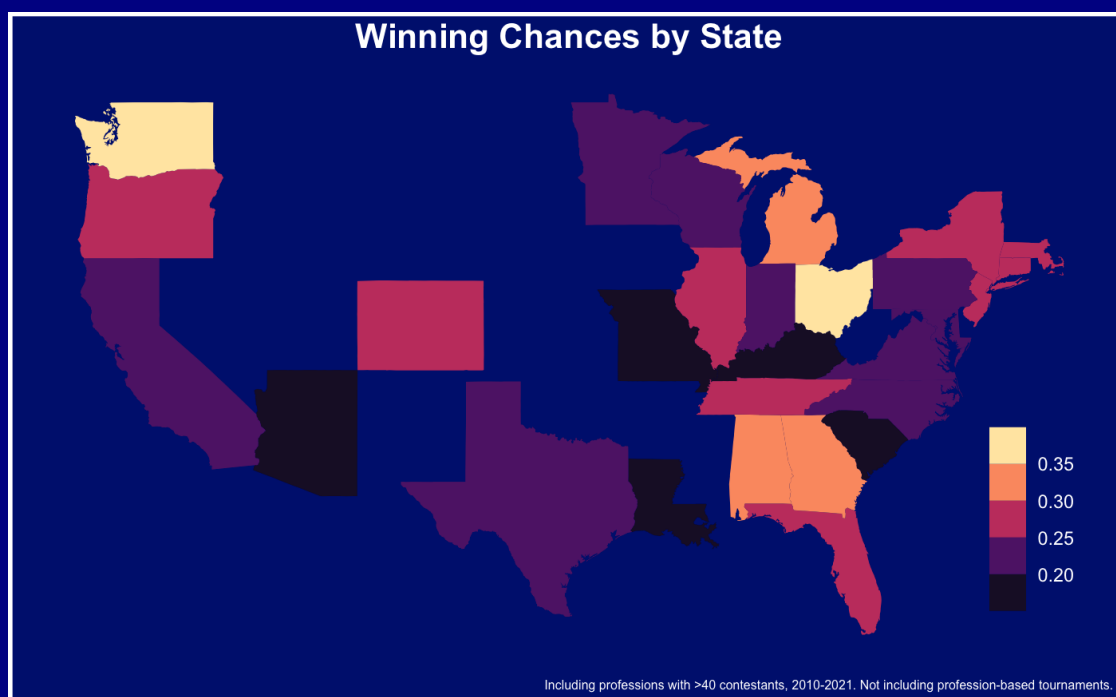 Winning Chances by State
0.35
0.30
0.25
0.20
Including professions with >40 contestants, 2010-2021. Not including profession-based tournaments.